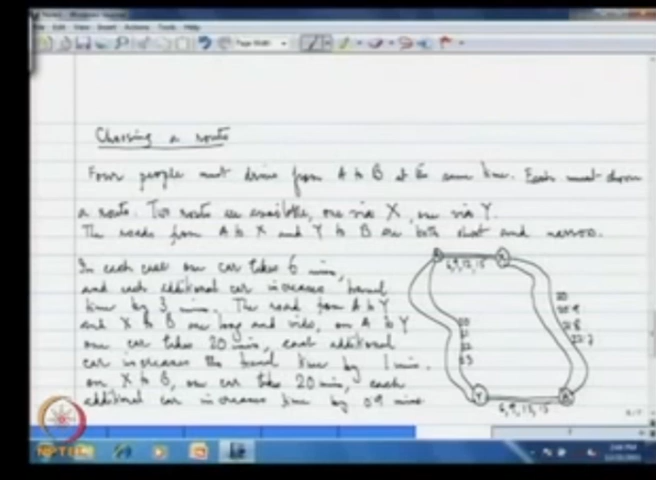 Page Width
Choosing a route
Four people must drive from A to B at the same time. Each must choose
a route. Two routes are available, one via X, one via Y.
The roads from A to X and Y to B are both short and narrow.
In each case one car takes 6 mins,
and each additional car increases travel
time by 3 mins. The road from A to Y
and X to B are long and wide, on A to Y
one car takes 20 min, each additional
car increases the travel time by 1 min.
on X to B, one car takes 20 min, each
additional car increases time by 0.9 mins
A
X
6, 9, 12, 15
20
20.9
21.8
22.7
20
21
22
23
Y
B
6, 9, 12, 15
NPTEL